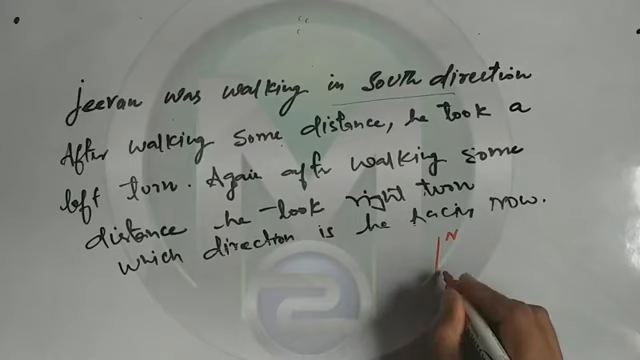 Jeevan was walking in South direction
After walking some distance, he took a
left turn. Again aftr walking some
distance he took right turn
which direction is he facing now.
N